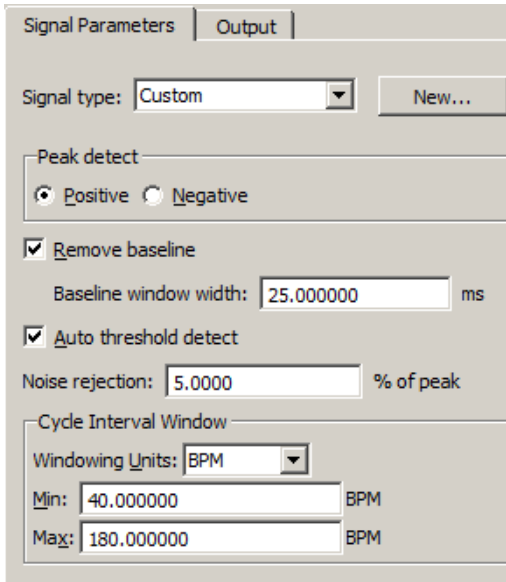 Signal Parameters Output
Signal type: Custom New...
Peak detect
Positive Negative
Remove baseline
Baseline window width: 25.000000 ms
Auto threshold detect
Noise rejection: 5.0000 % of peak
Cycle Interval Window
Windowing Units: BPM
Min: 40.000000 BPM
Max: 180.000000 BPM